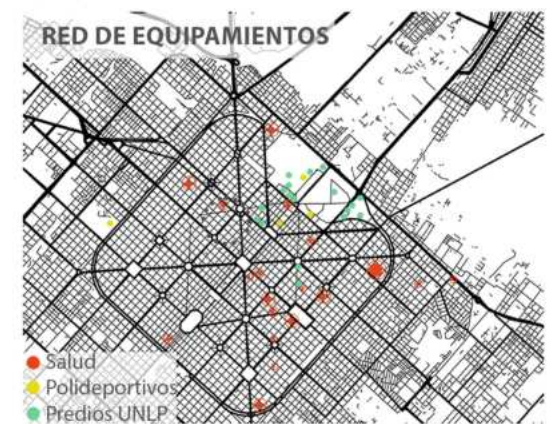 RED DE EQUIPAMIENTOS
Salud
Polideportivos
Predios UNLP